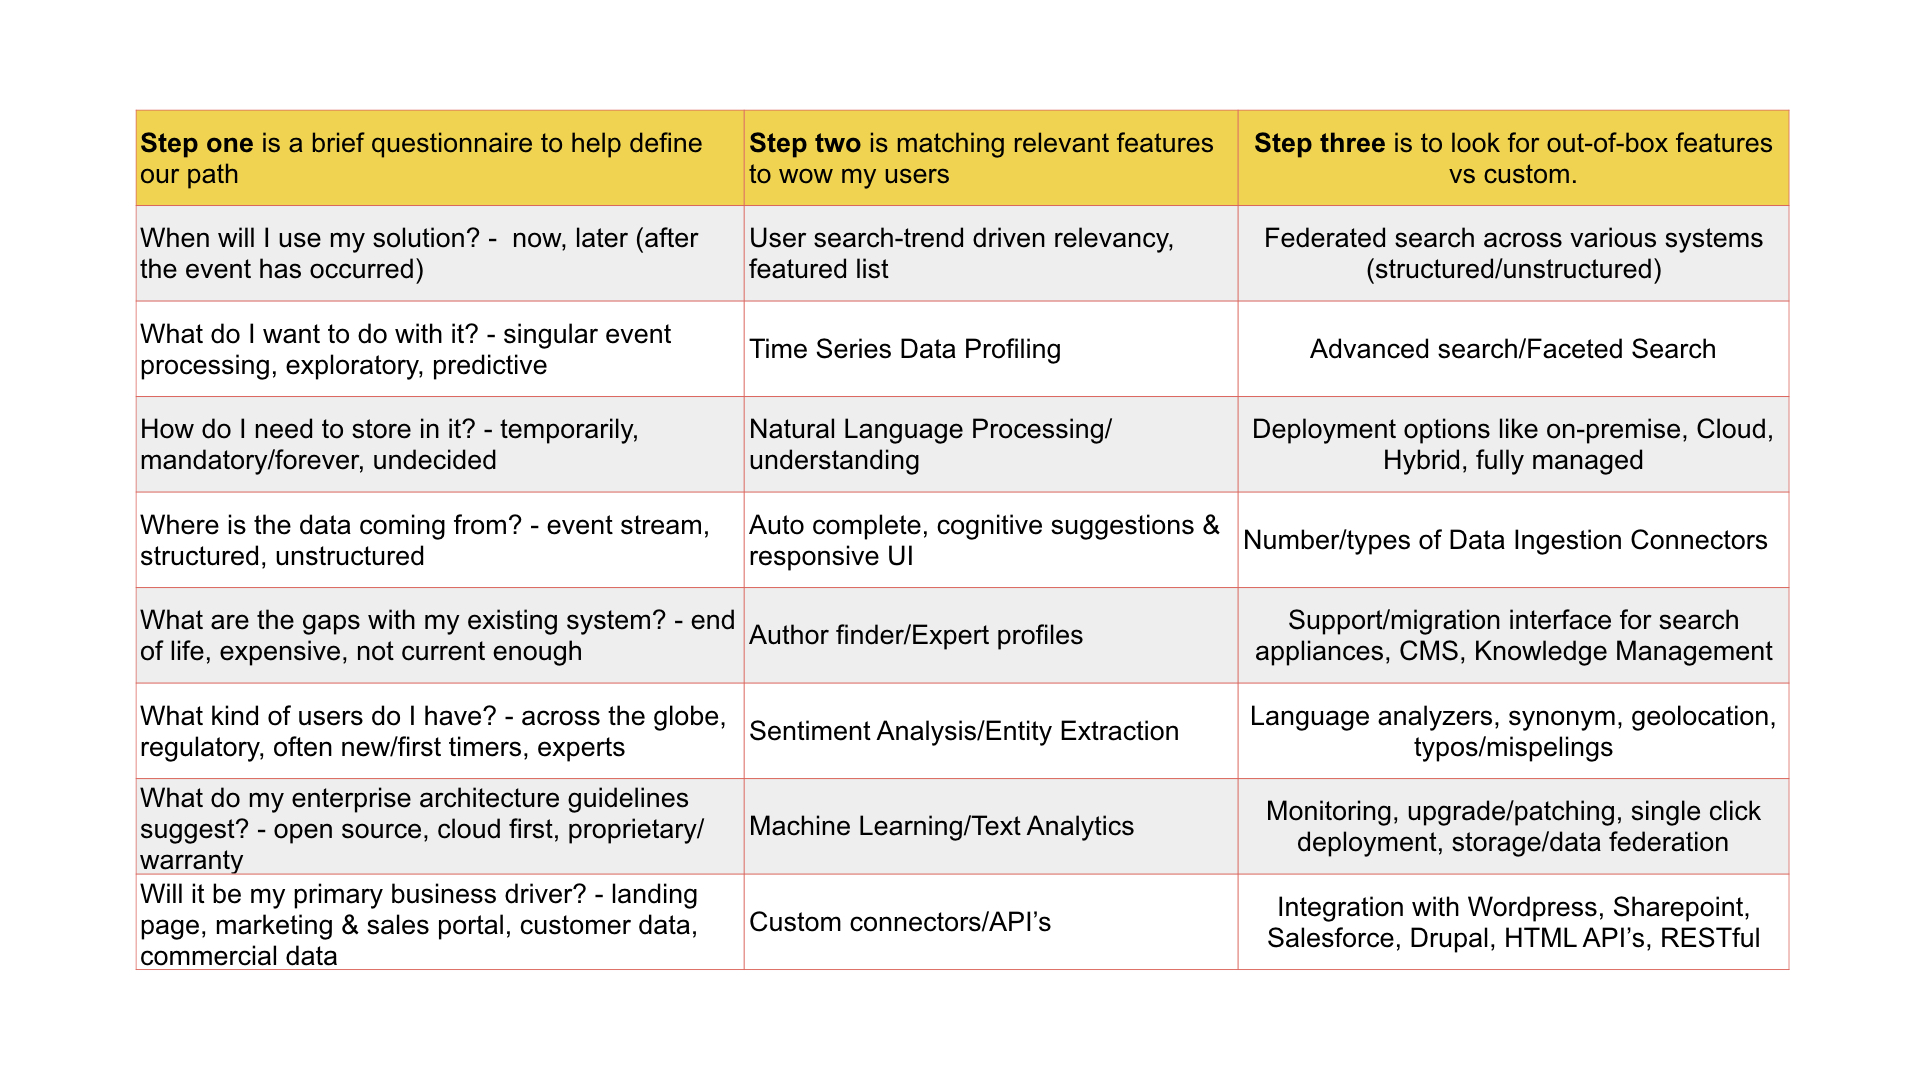 Step one is a brief questionnaire to help define
our path
Step two is matching relevant features
to wow my users
Step three is to look for out-of-box features
vs custom.
When will I use my solution? -  now, later (after
the event has occurred)
User search-trend driven relevancy,
featured list
Federated search across various systems
(structured/unstructured)
What do I want to do with it? - singular event
processing, exploratory, predictive
Time Series Data Profiling
Advanced search/Faceted Search
How do I need to store in it? - temporarily,
mandatory/forever, undecided
Natural Language Processing/
understanding
Deployment options like on-premise, Cloud,
Hybrid, fully managed
Where is the data coming from? - event stream,
structured, unstructured
Auto complete, cognitive suggestions &
responsive UI
Number/types of Data Ingestion Connectors
What are the gaps with my existing system? - end
of life, expensive, not current enough
Author finder/Expert profiles
Support/migration interface for search
appliances, CMS, Knowledge Management
What kind of users do I have? - across the globe,
regulatory, often new/first timers, experts
Sentiment Analysis/Entity Extraction
Language analyzers, synonym, geolocation,
typos/mispelings
What do my enterprise architecture guidelines
suggest? - open source, cloud first, proprietary/
warranty
Machine Learning/Text Analytics
Monitoring, upgrade/patching, single click
deployment, storage/data federation
Will it be my primary business driver? - landing
page, marketing & sales portal, customer data,
commercial data
Custom connectors/API’s
Integration with Wordpress, Sharepoint,
Salesforce, Drupal, HTML API’s, RESTful